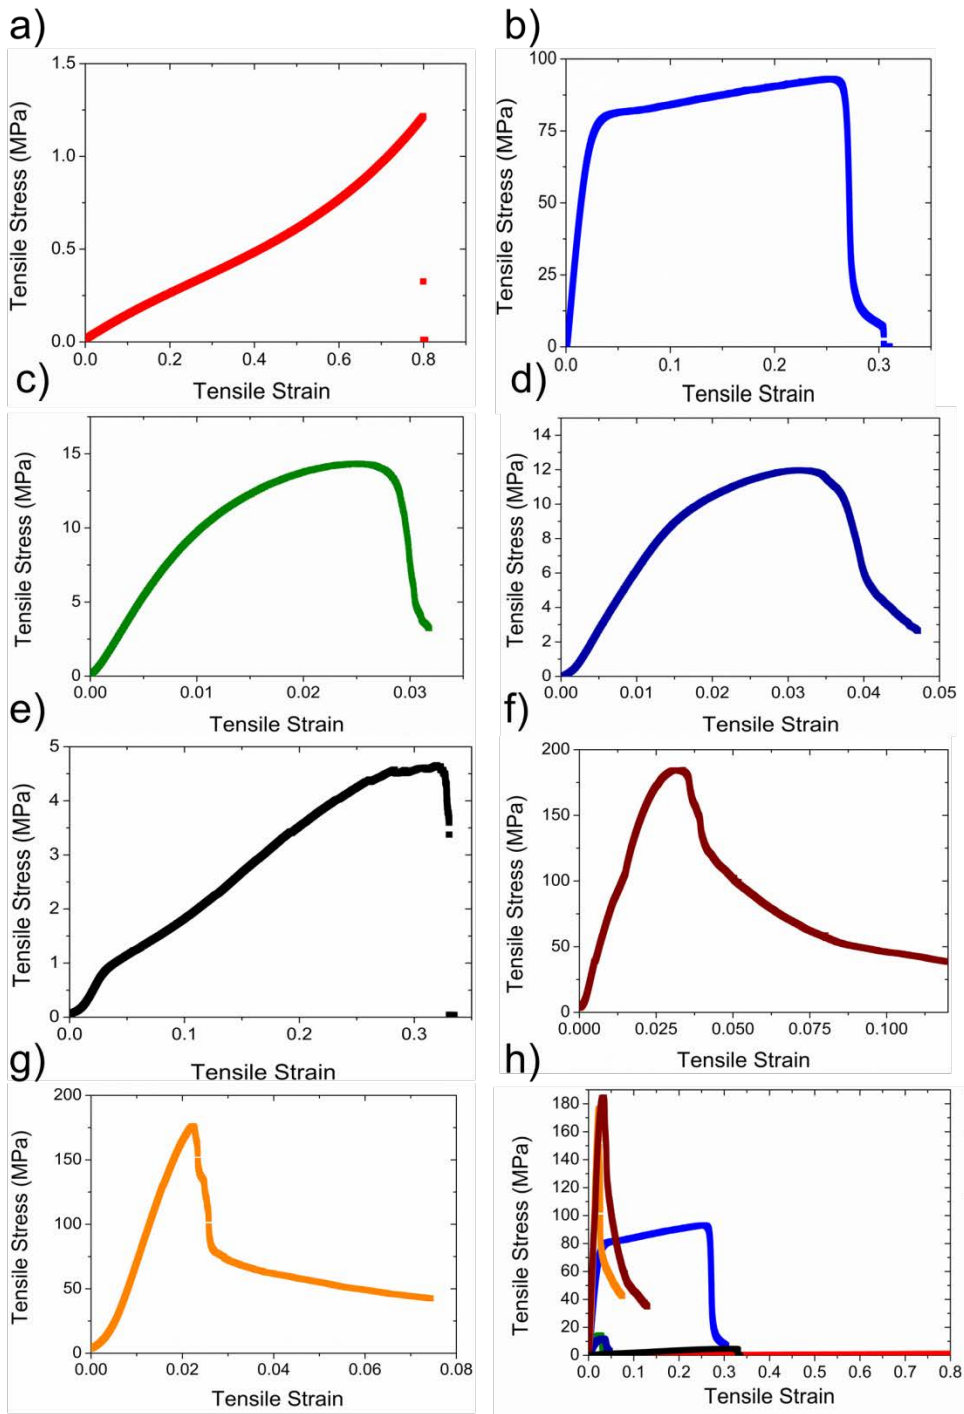 a)
1.5
1.0
0.5
0.0
Tensile Stress (MPa)
0.0 0.2 0.4 0.6 0.8
Tensile Strain
b)
100
75
50
25
0
Tensile Stress (MPa)
0.0 0.1 0.2 0.3
Tensile Strain
c)
15
10
5
0
Tensile Stress (MPa)
0.00 0.01 0.02 0.03
Tensile Strain
d)
14
12
10
8
6
4
2
0
Tensile Stress (MPa)
0.00 0.01 0.02 0.03 0.04 0.05
Tensile Strain
e)
5
4
3
2
1
0
Tensile Stress (MPa)
0.0 0.1 0.2 0.3
Tensile Strain
f)
200
150
100
50
0
Tensile Stress (MPa)
0.000 0.025 0.050 0.075 0.100
Tensile Strain
g)
200
150
100
50
0
Tensile Stress (MPa)
0.00 0.02 0.04 0.06 0.08
Tensile Strain
h)
180
160
140
120
100
80
60
40
20
0
Tensile Stress (MPa)
0.0 0.1 0.2 0.3 0.4 0.5 0.6 0.7 0.8
Tensile Strain